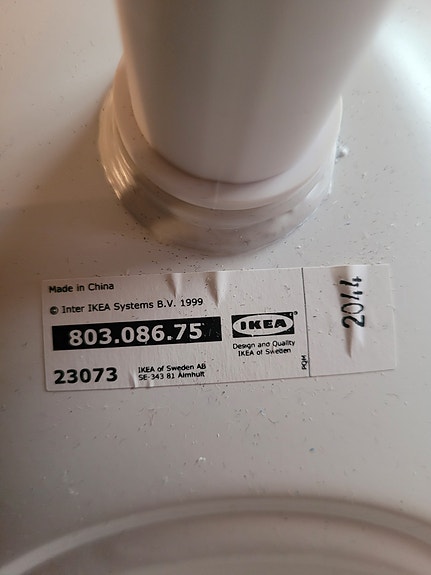 Made in China
© Inter IKEA Systems B.V. 1999
803.086.75
23073
IKEA of Sweden AB
SE-343 81 Älmhult
IKEA®
Design and Quality
IKEA of Sweden
PQM
2044